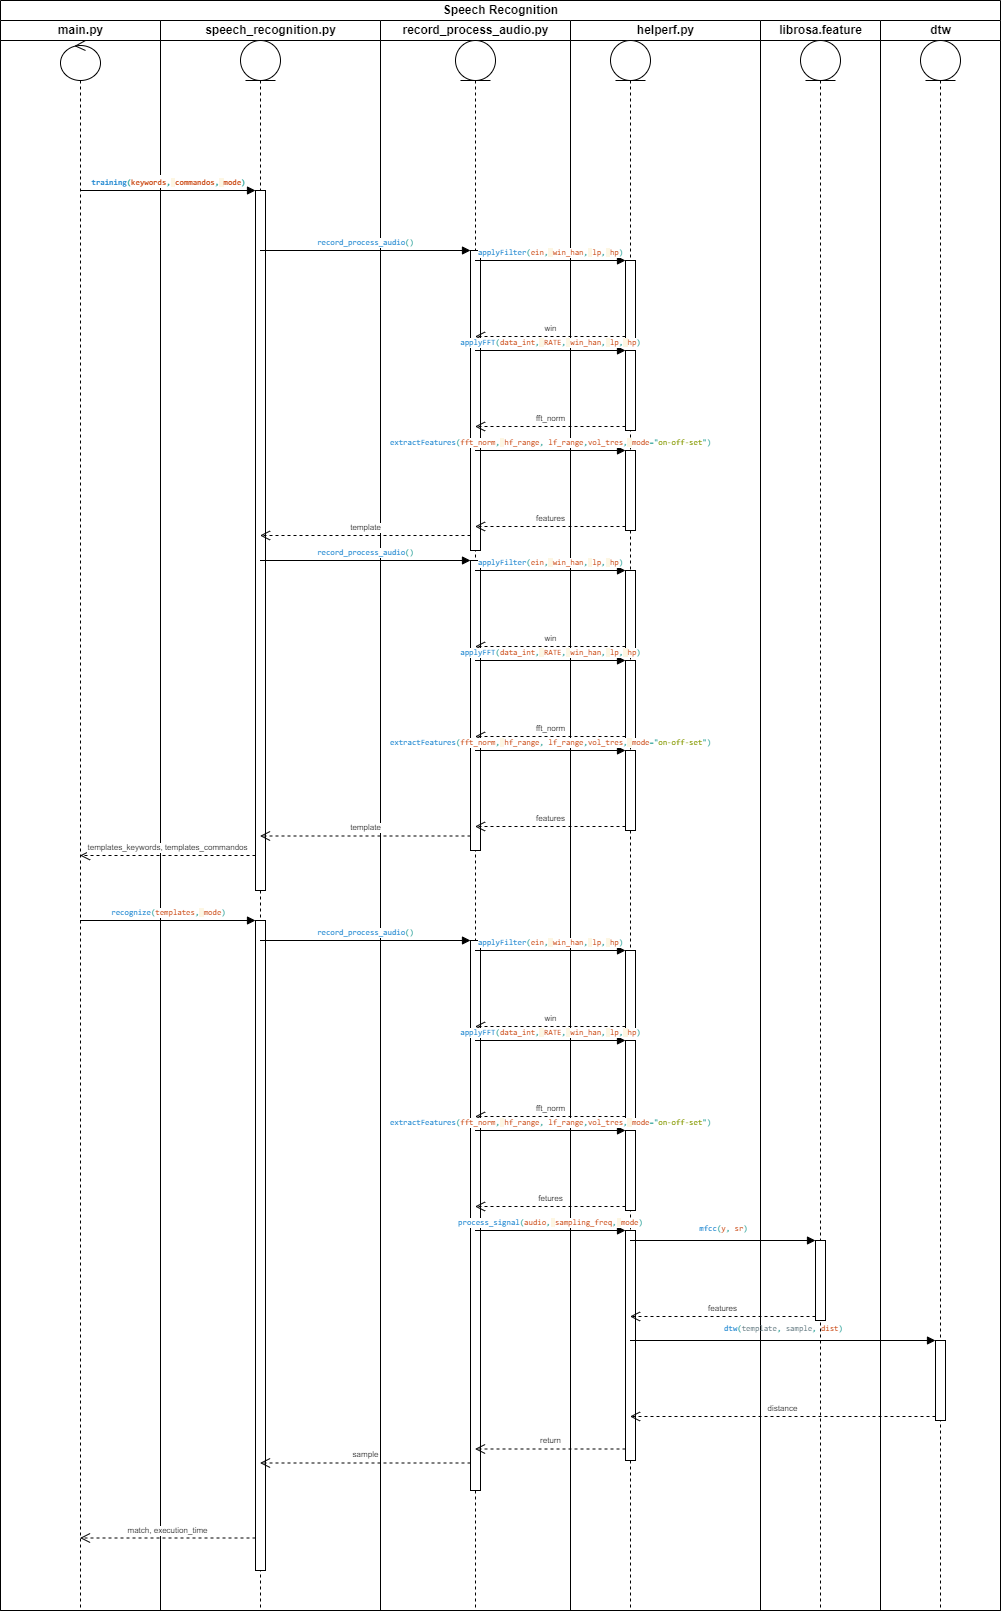 Speech Recognition
main.py
speech_recognition.py
record_process_audio.py
helperf.py
librosa.feature
dtw
training(keywords, commandos, mode)
record_process_audio()
applyFilter(ein, win_han, lp, hp)
win
applyFFT(data_int, RATE, win_han, lp, hp)
fft_norm
extractFeatures(fft_norm, hf_range, lf_range,vol_tres, mode="on-off-set")
features
template
record_process_audio()
applyFilter(ein, win_han, lp, hp)
win
applyFFT(data_int, RATE, win_han, lp, hp)
fft_norm
extractFeatures(fft_norm, hf_range, lf_range,vol_tres, mode="on-off-set")
features
template
templates_keywords, templates_commandos
recognize(templates, mode)
record_process_audio()
applyFilter(ein, win_han, lp, hp)
win
applyFFT(data_int, RATE, win_han, lp, hp)
fft_norm
extractFeatures(fft_norm, hf_range, lf_range,vol_tres, mode="on-off-set")
fetures
process_signal(audio, sampling_freq, mode)
mfcc(y, sr)
features
dtw(template, sample, dist)
distance
return
sample
match, execution_time